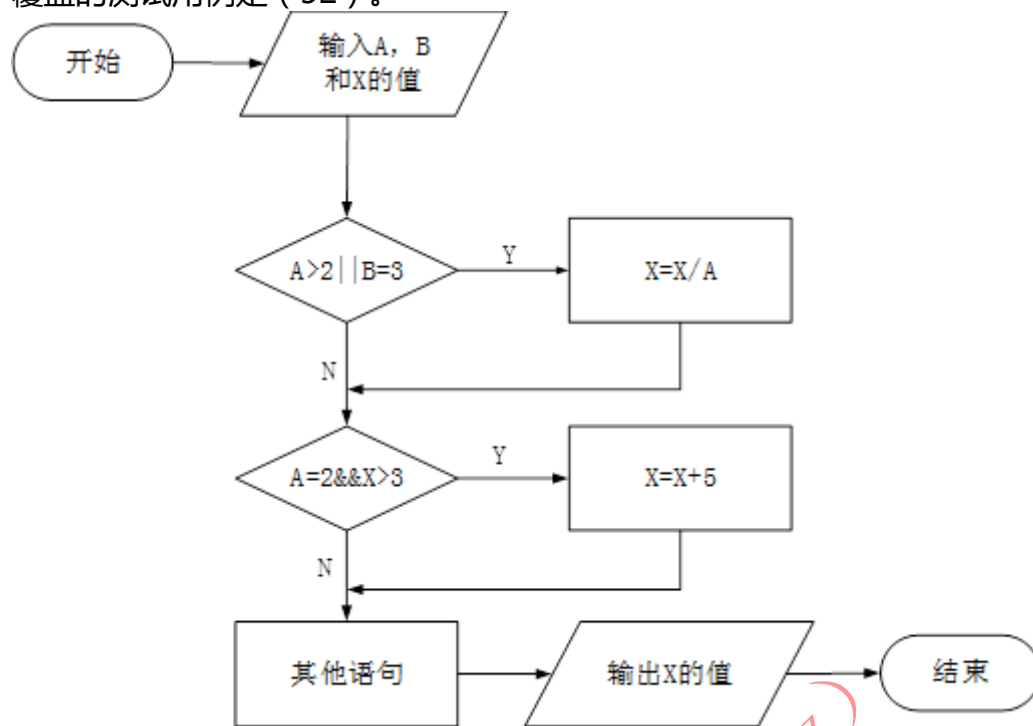 覆盖的测试用例是（32）。
开始
输入A，B
和X的值
A>2||B=3
Y
X=X/A
N
A=2&&X>3
Y
X=X+5
N
其他语句
输出X的值
结束